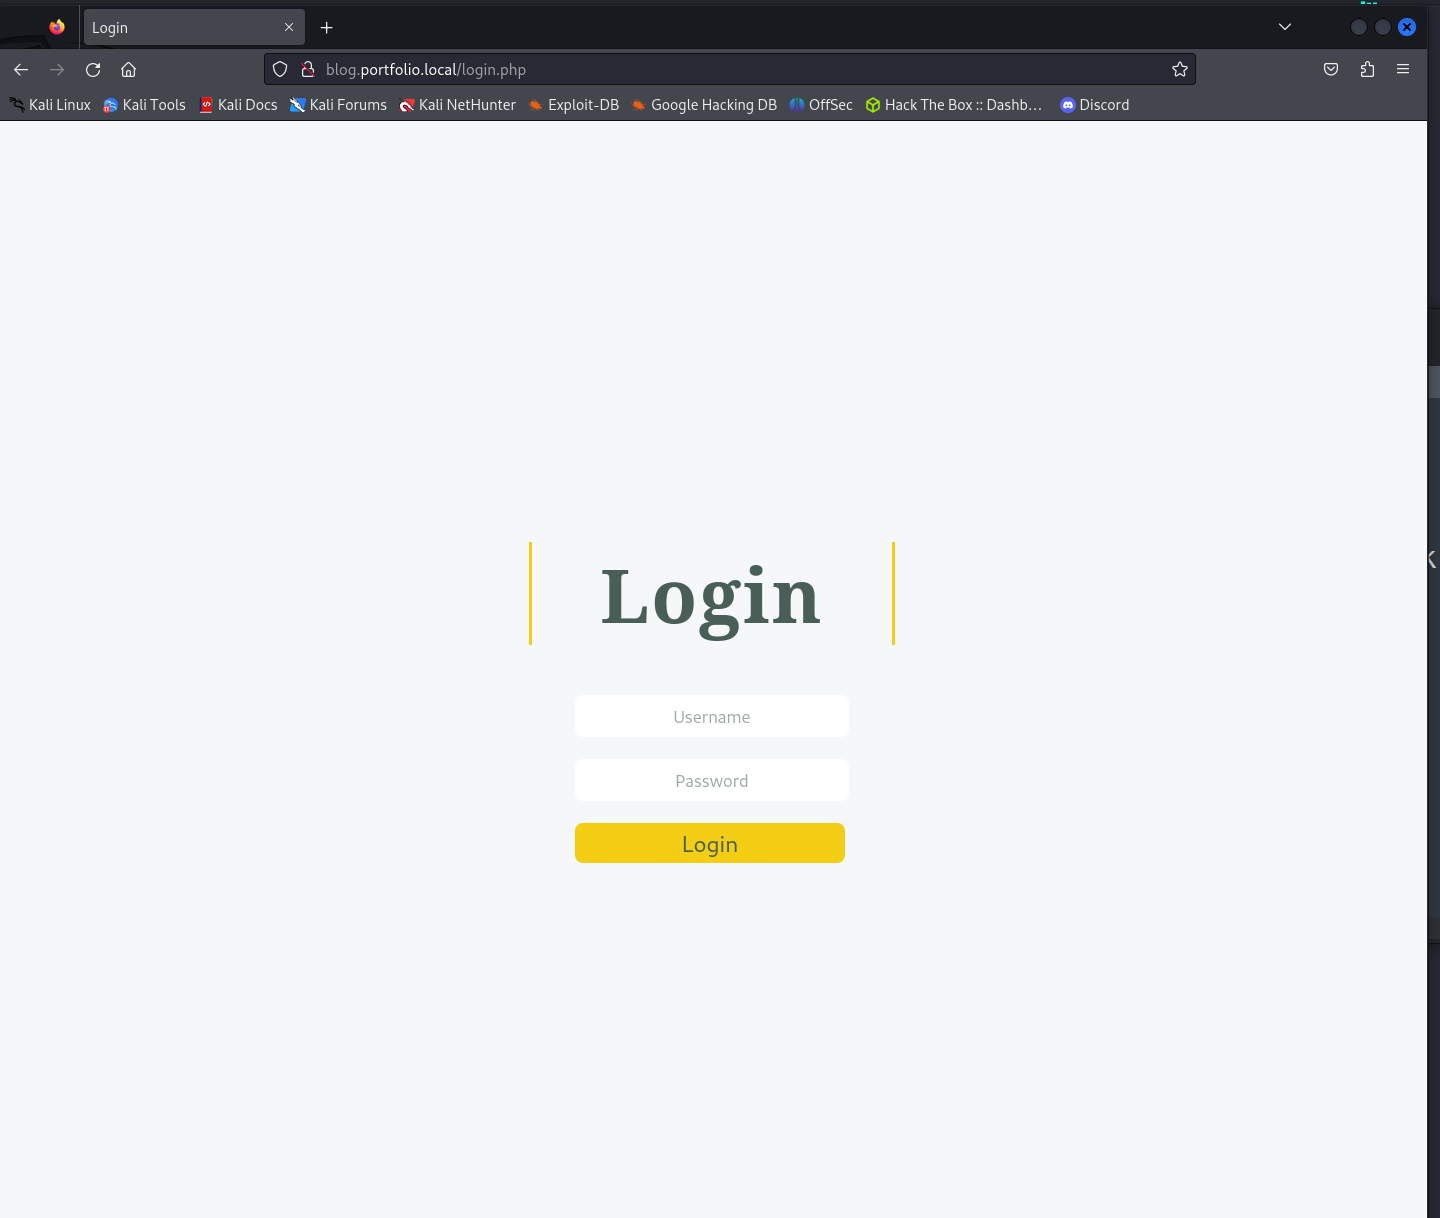 Login
blog.portfolio.local/login.php
Kali Linux Kali Tools Kali Docs Kali Forums Kali NetHunter Exploit-DB Google Hacking DB OffSec Hack The Box :: Dashb... Discord
Login
Username
Password
Login